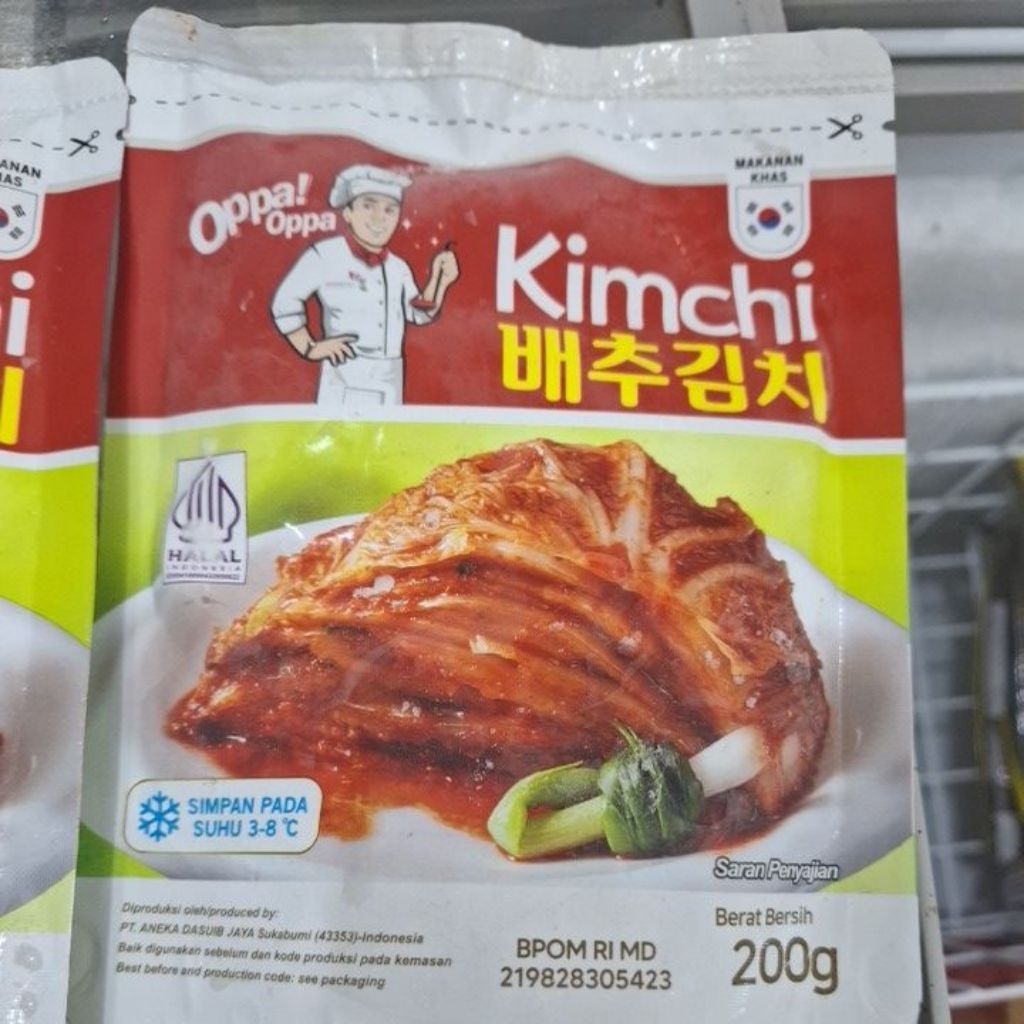 MAKANAN
KHAS
Oppa!
Oppa
Kimchi
배추김치
HALAL
INDONESIA
SIMPAN PADA
SUHU 3-8 °C
Saran Penyajian
Diproduksi oleh/produced by:
PT. ANEKA DASUIB JAYA Sukabumi (43353)-Indonesia
Baik digunakan sebelum dan kode produksi pada kemasan
Best before and production code: see packaging
BPOM RI MD
219828305423
Berat Bersih
200g